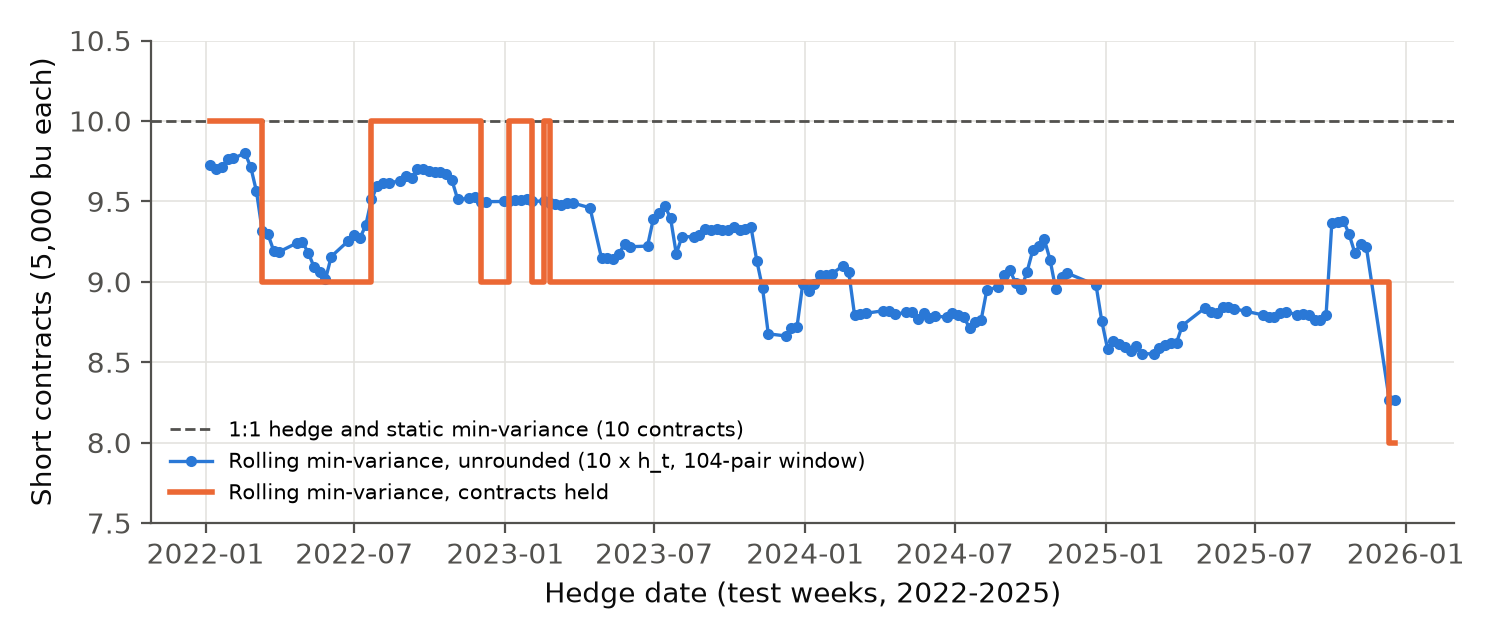 10.5
10.0
9.5
9.0
8.5
8.0
7.5
Short contracts (5,000 bu each)
1:1 hedge and static min-variance (10 contracts)
Rolling min-variance, unrounded (10 x h_t, 104-pair window)
Rolling min-variance, contracts held
2022-01 2022-07 2023-01 2023-07 2024-01 2024-07 2025-01 2025-07 2026-01
Hedge date (test weeks, 2022-2025)